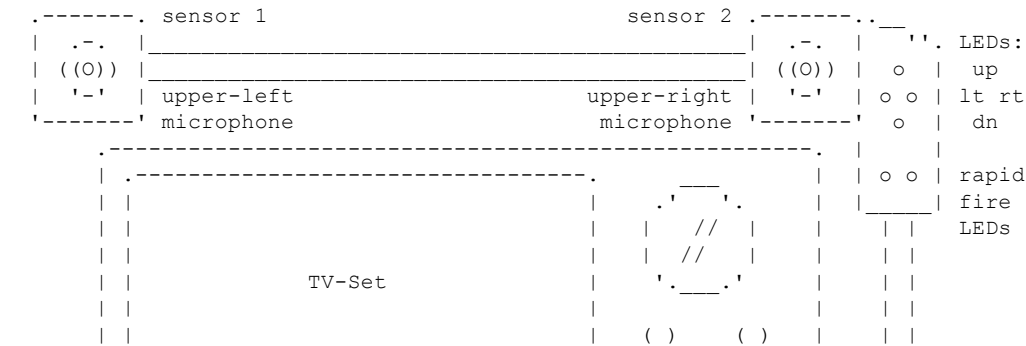 sensor 1 sensor 2
LEDs:
((O)) ((O)) o up
upper-left upper-right o o lt rt
microphone microphone o dn
o o rapid
fire
LEDs
TV-Set
( ) ( )